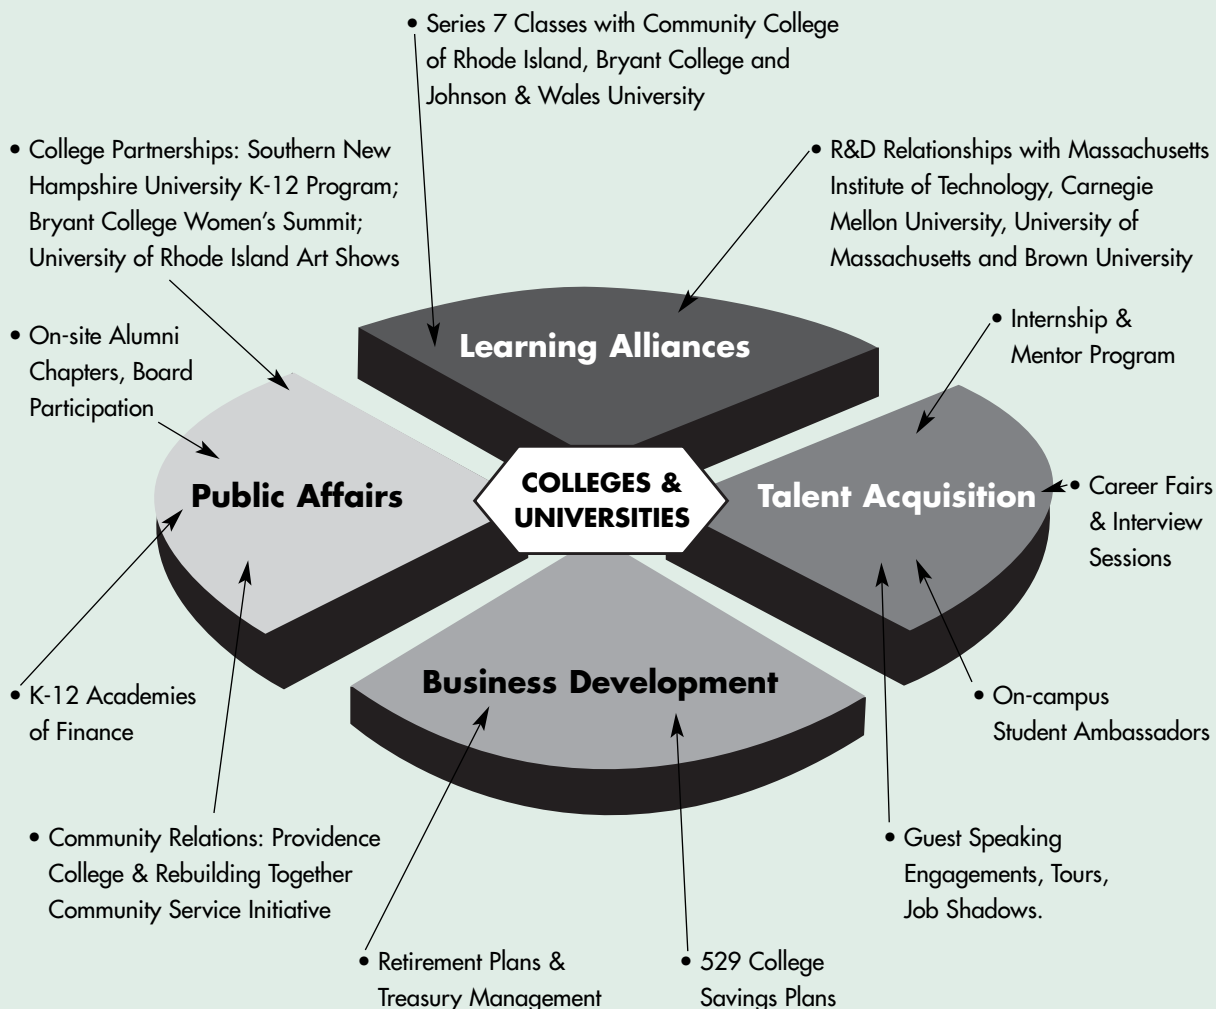 • Series 7 Classes with Community College
of Rhode Island, Bryant College and
Johnson & Wales University
• College Partnerships: Southern New
Hampshire University K-12 Program;
Bryant College Women's Summit;
University of Rhode Island Art Shows
• R&D Relationships with Massachusetts
Institute of Technology, Carnegie
Mellon University, University of
Massachusetts and Brown University
• On-site Alumni
Chapters, Board
Participation
Learning Alliances
• Internship &
Mentor Program
Public Affairs
COLLEGES &
UNIVERSITIES
Talent Acquisition
• Career Fairs
& Interview
Sessions
Business Development
• K-12 Academies
of Finance
• On-campus
Student Ambassadors
• Community Relations: Providence
College & Rebuilding Together
Community Service Initiative
• Guest Speaking
Engagements, Tours,
Job Shadows.
• Retirement Plans &
Treasury Management
• 529 College
Savings Plans